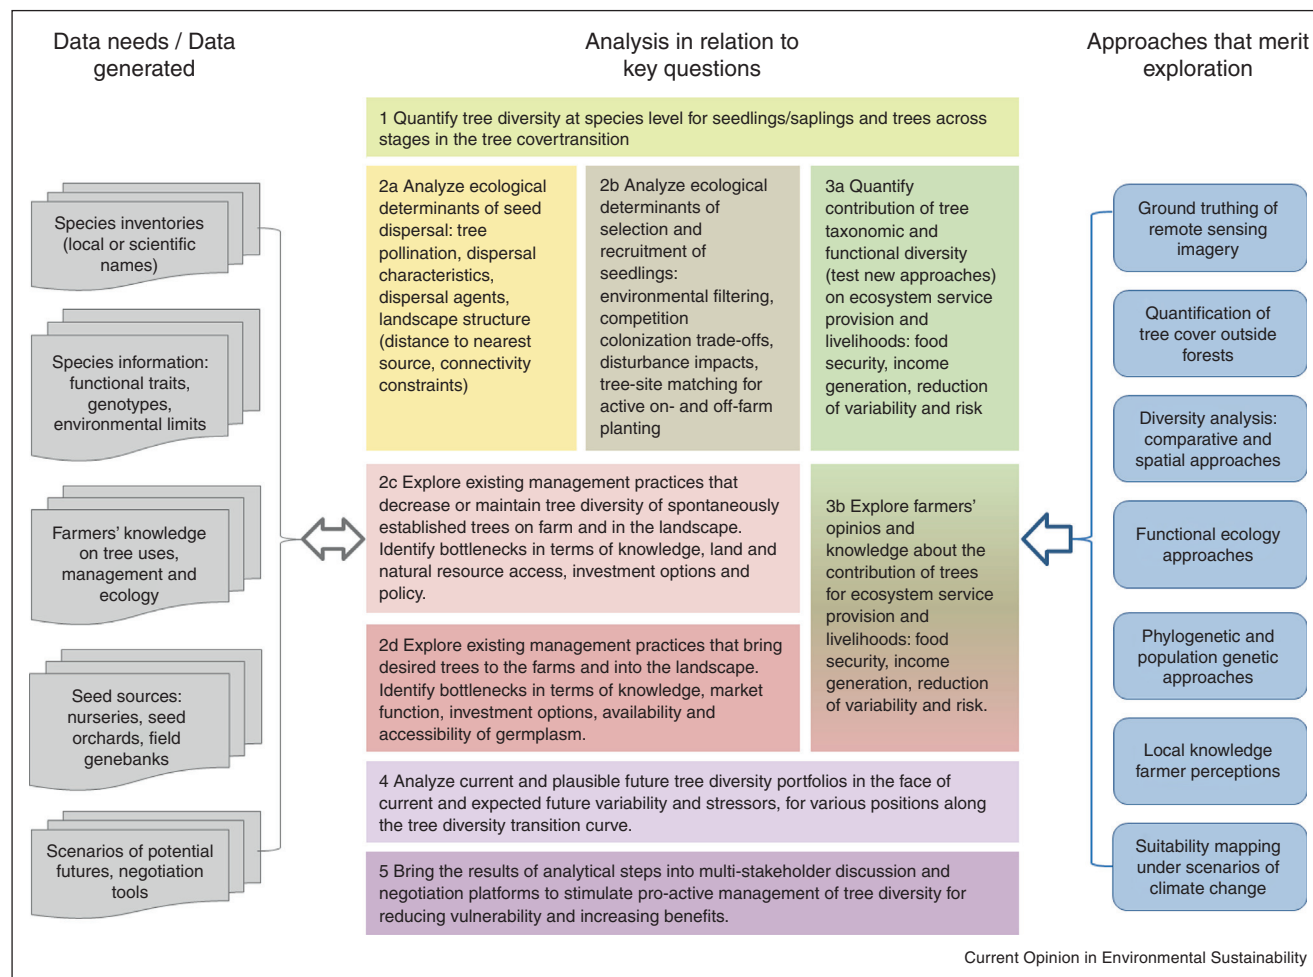 Data needs / Data
generated
Analysis in relation to
key questions
Approaches that merit
exploration
Species inventories
(local or scientific
names)
Species information:
functional traits,
genotypes,
environmental limits
Farmers' knowledge
on tree uses,
management and
ecology
Seed sources:
nurseries, seed
orchards, field
genebanks
Scenarios of potential
futures, negotiation
tools
1 Quantify tree diversity at species level for seedlings/saplings and trees across
stages in the tree covertransition
2a Analyze ecological
determinants of seed
dispersal: tree
pollination, dispersal
characteristics,
dispersal agents,
landscape structure
(distance to nearest
source, connectivity
constraints)
2b Analyze ecological
determinants of
selection and
recruitment of
seedlings:
environmental filtering,
competition
colonization trade-offs,
disturbance impacts,
tree-site matching for
active on- and off-farm
planting
3a Quantify
contribution of tree
taxonomic and
functional diversity
(test new approaches)
on ecosystem service
provision and
livelihoods: food
security, income
generation, reduction
of variability and risk
2c Explore existing management practices that
decrease or maintain tree diversity of spontaneously
established trees on farm and in the landscape.
Identify bottlenecks in terms of knowledge, land and
natural resource access, investment options and
policy.
2d Explore existing management practices that bring
desired trees to the farms and into the landscape.
Identify bottlenecks in terms of knowledge, market
function, investment options, availability and
accessibility of germplasm.
3b Explore farmers'
opinios and
knowledge about the
contribution of trees
for ecosystem service
provision and
livelihoods: food
security, income
generation, reduction
of variability and risk.
4 Analyze current and plausible future tree diversity portfolios in the face of
current and expected future variability and stressors, for various positions along
the tree diversity transition curve.
5 Bring the results of analytical steps into multi-stakeholder discussion and
negotiation platforms to stimulate pro-active management of tree diversity for
reducing vulnerability and increasing benefits.
Ground truthing of
remote sensing
imagery
Quantification of
tree cover outside
forests
Diversity analysis:
comparative and
spatial approaches
Functional ecology
approaches
Phylogenetic and
population genetic
approaches
Local knowledge
farmer perceptions
Suitability mapping
under scenarios of
climate change
Current Opinion in Environmental Sustainability